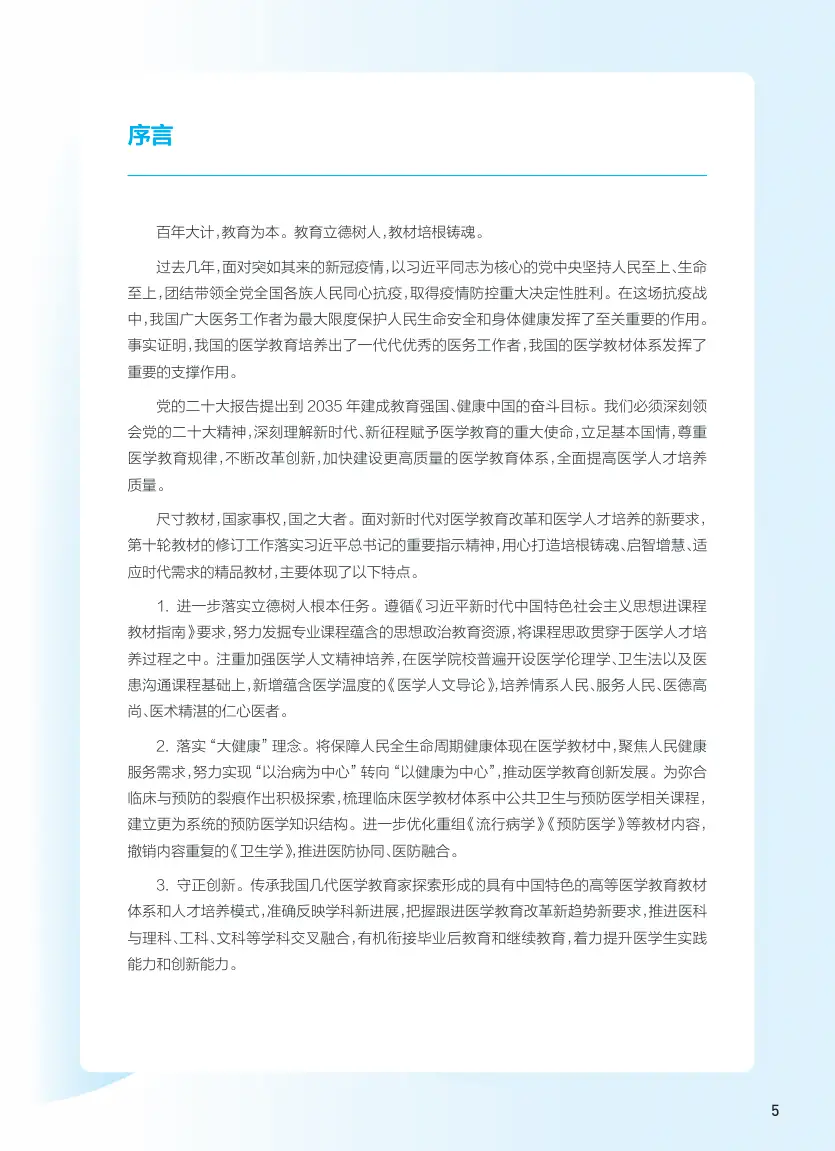 序言
百年大计，教育为本。教育立德树人，教材培根铸魂。
过去几年，面对突如其来的新冠疫情，以习近平同志为核心的党中央坚持人民至上、生命
至上，团结带领全党全国各族人民同心抗疫，取得疫情防控重大决定性胜利。在这场抗疫战
中，我国广大医务工作者为最大限度保护人民生命安全和身体健康发挥了至关重要的作用。
事实证明，我国的医学教育培养出了一代代优秀的医务工作者，我国的医学教材体系发挥了
重要的支撑作用。
党的二十大报告提出到 2035 年建成教育强国、健康中国的奋斗目标。我们必须深刻领
会党的二十大精神，深刻理解新时代、新征程赋予医学教育的重大使命，立足基本国情，尊重
医学教育规律，不断改革创新，加快建设更高质量的医学教育体系，全面提高医学人才培养
质量。
尺寸教材，国家事权，国之大者。面对新时代对医学教育改革和医学人才培养的新要求，
第十轮教材的修订工作落实习近平总书记的重要指示精神，用心打造培根铸魂、启智增慧、适
应时代需求的精品教材，主要体现了以下特点。
1. 进一步落实立德树人根本任务。遵循《习近平新时代中国特色社会主义思想进课程
教材指南》要求，努力发掘专业课程蕴含的思想政治教育资源，将课程思政贯穿于医学人才培
养过程之中。注重加强医学人文精神培养，在医学院校普遍开设医学伦理学、卫生法以及医
患沟通课程基础上，新增蕴含医学温度的《医学人文导论》，培养情系人民、服务人民、医德高
尚、医术精湛的仁心医者。
2. 落实“大健康”理念。将保障人民全生命周期健康体现在医学教材中，聚焦人民健康
服务需求，努力实现“以治病为中心”转向“以健康为中心”，推动医学教育创新发展。为弥合
临床与预防的裂痕作出积极探索，梳理临床医学教材体系中公共卫生与预防医学相关课程，
建立更为系统的预防医学知识结构。进一步优化重组《流行病学》《预防医学》等教材内容，
撤销内容重复的《卫生学》，推进医防协同、医防融合。
3. 守正创新。传承我国几代医学教育家探索形成的具有中国特色的高等医学教育教材
体系和人才培养模式，准确反映学科新进展，把握跟进医学教育改革新趋势新要求，推进医科
与理科、工科、文科等学科交叉融合，有机衔接毕业后教育和继续教育，着力提升医学生实践
能力和创新能力。
5